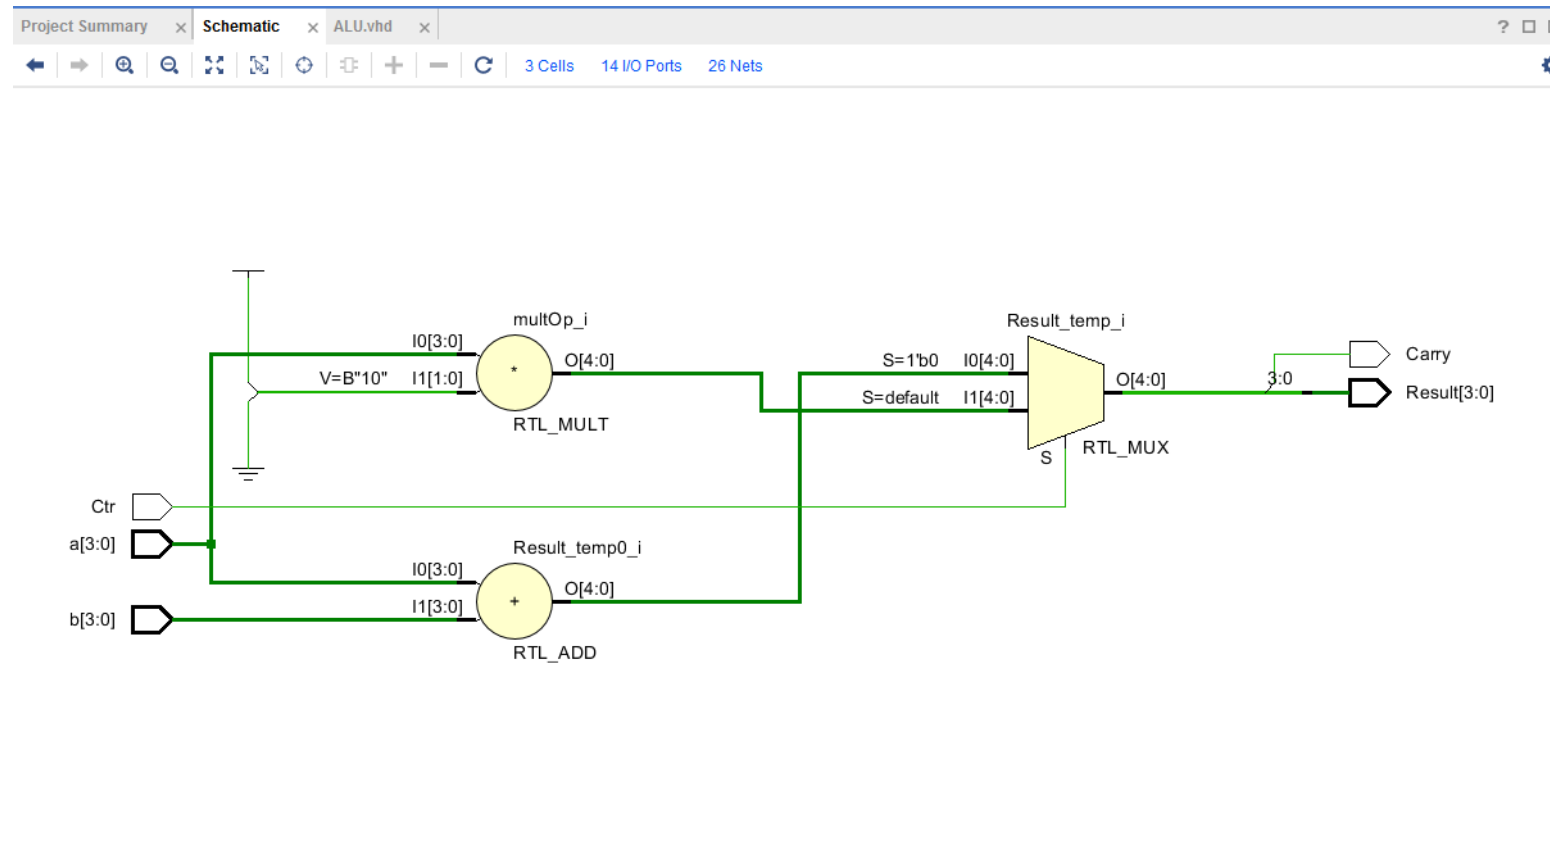 Project Summary × Schematic × ALU.vhd × ?
3 Cells 14 I/O Ports 26 Nets
multOp_i
I0[3:0]
V=B"10" I1[1:0]
*
O[4:0]
RTL_MULT
Result_temp_i
S=1'b0 I0[4:0]
S=default I1[4:0]
O[4:0]
S
RTL_MUX
3:0
Carry
Result[3:0]
Ctr
a[3:0]
b[3:0]
Result_temp0_i
I0[3:0]
I1[3:0]
+
O[4:0]
RTL_ADD